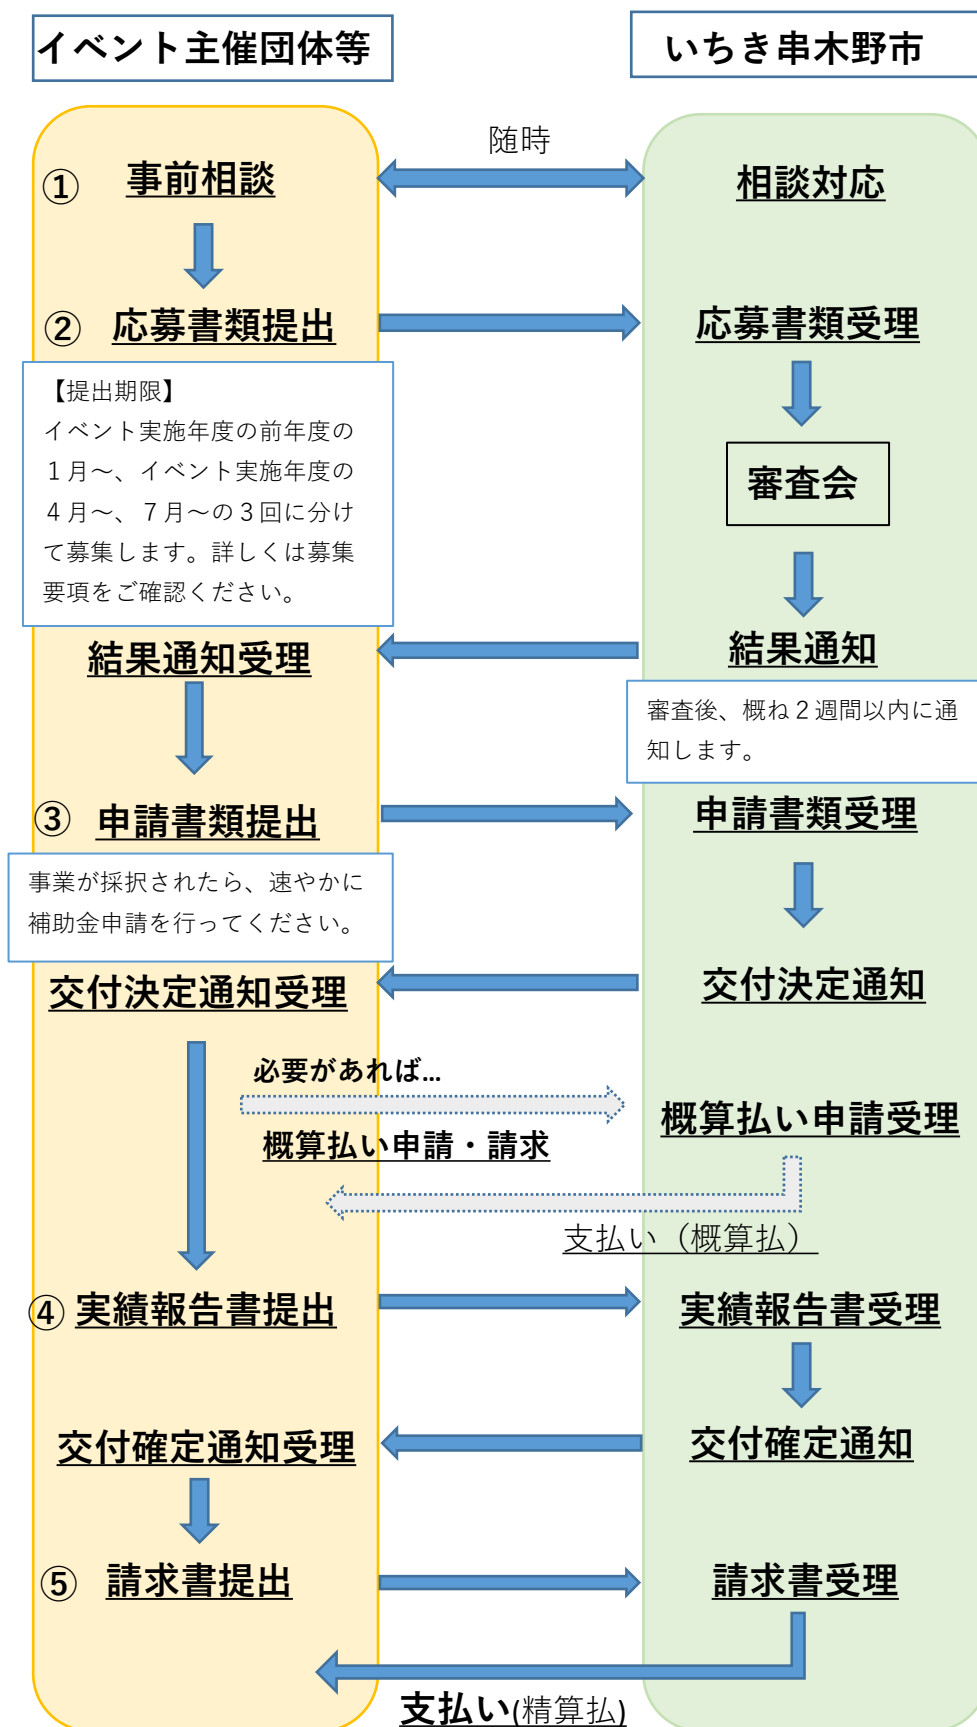 イベント主催団体等
いちき串木野市
随時
① 事前相談
相談対応
② 応募書類提出
応募書類受理
【提出期限】
イベント実施年度の前年度の
１月～、イベント実施年度の
４月～、７月～の３回に分け
て募集します。詳しくは募集
要項をご確認ください。
審査会
結果通知受理
結果通知
審査後、概ね２週間以内に通
知します。
③ 申請書類提出
申請書類受理
事業が採択されたら、速やかに
補助金申請を行ってください。
交付決定通知受理
交付決定通知
必要があれば…
概算払い申請・請求
概算払い申請受理
支払い（概算払）
④ 実績報告書提出
実績報告書受理
交付確定通知受理
交付確定通知
⑤ 請求書提出
請求書受理
支払い(精算払)